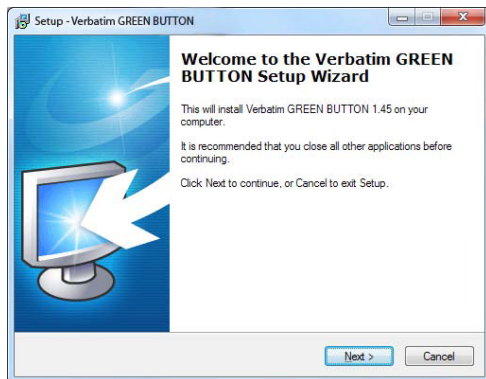 Setup - Verbatim GREEN BUTTON
Welcome to the Verbatim GREEN
BUTTON Setup Wizard
This will install Verbatim GREEN BUTTON 1.45 on your
computer.
It is recommended that you close all other applications before
continuing.
Click Next to continue, or Cancel to exit Setup.
Next >
Cancel